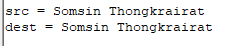 src = Somsin Thongkrairat
dest = Somsin Thongkrairat